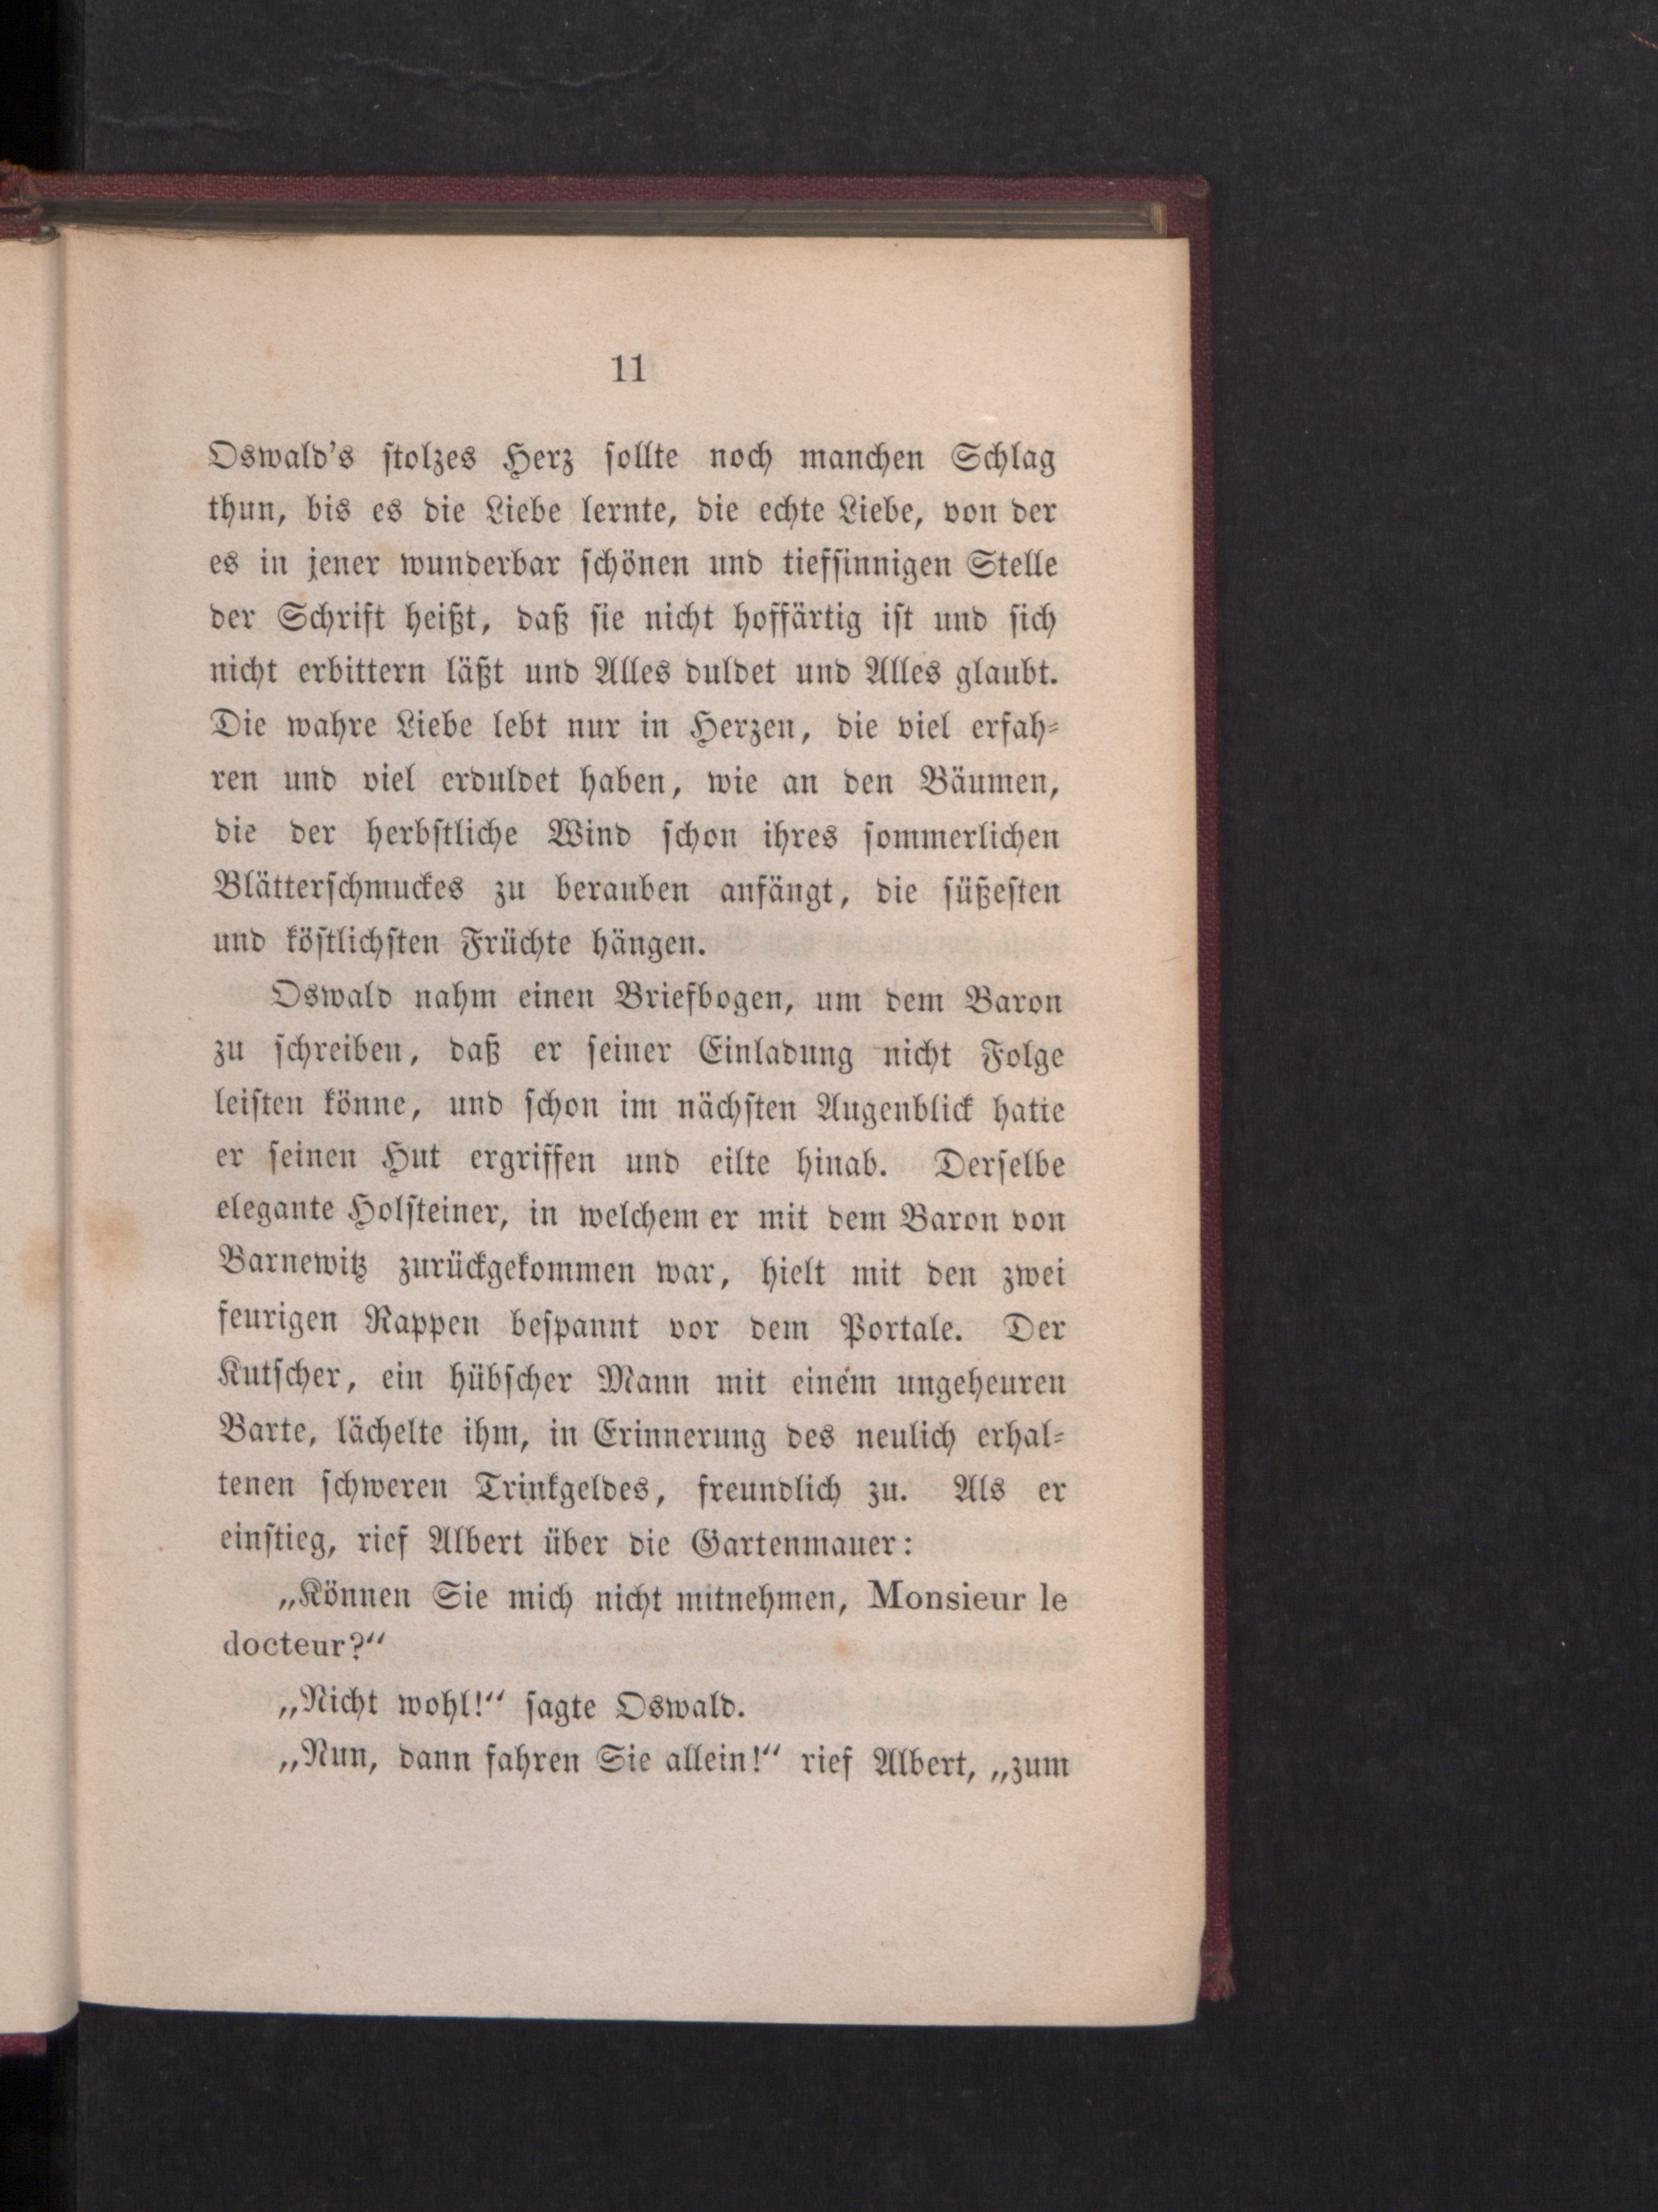 11
Oswald's stolzes Herz sollte noch manchen Schlag
thun, bis es die Liebe lernte, die echte Liebe, von der
es in jener wunderbar schönen und tiefsinnigen Stelle
der Schrift heißt, daß sie nicht hoffärtig ist und sich
nicht erbittern läßt und Alles duldet und Alles glaubt.
Die wahre Liebe lebt nur in Herzen, die viel erfah-
ren und viel erduldet haben, wie an den Bäumen,
die der herbstliche Wind schon ihres sommerlichen
Blätterschmuckes zu berauben anfängt, die süßesten
und köstlichsten Früchte hängen.
Oswald nahm einen Briefbogen, um dem Baron
zu schreiben, daß er seiner Einladung nicht Folge
leisten könne, und schon im nächsten Augenblick hatte
er seinen Hut ergriffen und eilte hinab. Derselbe
elegante Holsteiner, in welchem er mit dem Baron von
Barnewitz zurückgekommen war, hielt mit den zwei
feurigen Rappen bespannt vor dem Portale. Der
Kutscher, ein hübscher Mann mit einem ungeheuren
Barte, lächelte ihm, in Erinnerung des neulich erhal-
tenen schweren Trinkgeldes, freundlich zu. Als er
einstieg, rief Albert über die Gartenmauer:
„Können Sie mich nicht mitnehmen, Monsieur le
docteur?“
„Nicht wohl!“ sagte Oswald.
„Nun, dann fahren Sie allein!“ rief Albert, „zum